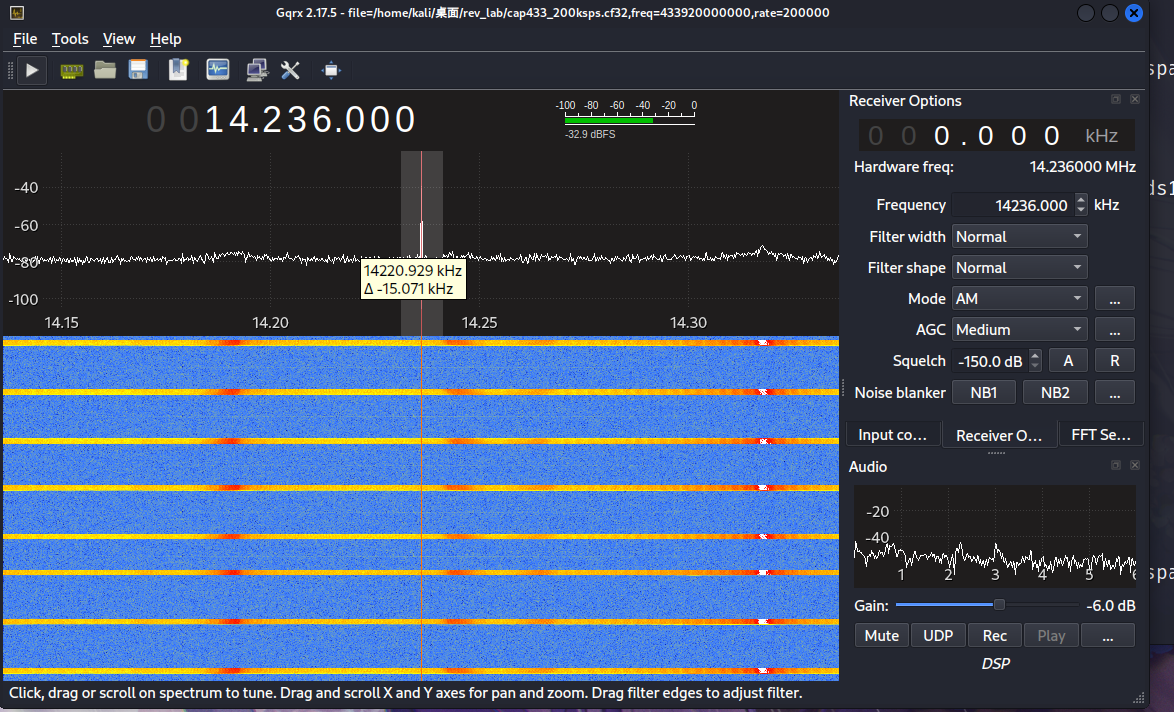 Gqrx 2.17.5 - file=/home/kali/桌面/rev_lab/cap433_200ksps.cf32,freq=433920000000,rate=200000
File Tools View Help
0 014.236.000
-100 -80 -60 -40 -20 0
-32.9 dBFS
-40
-60
-80
-100
14220.929 kHz
Δ -15.071 kHz
14.15 14.20 14.25 14.30
Receiver Options
0 0 0.000 kHz
Hardware freq: 14.236000 MHz
Frequency 14236.000 kHz
Filter width Normal
Filter shape Normal
Mode AM ...
AGC Medium ...
Squelch -150.0 dB A R
Noise blanker NB1 NB2 ...
Input co... Receiver O... FFT Se...
Audio
-20
-40
1 2 3 4 5 6
Gain: -6.0 dB
Mute UDP Rec Play ...
DSP
Click, drag or scroll on spectrum to tune. Drag and scroll X and Y axes for pan and zoom. Drag filter edges to adjust filter.
spa
ds1
spa